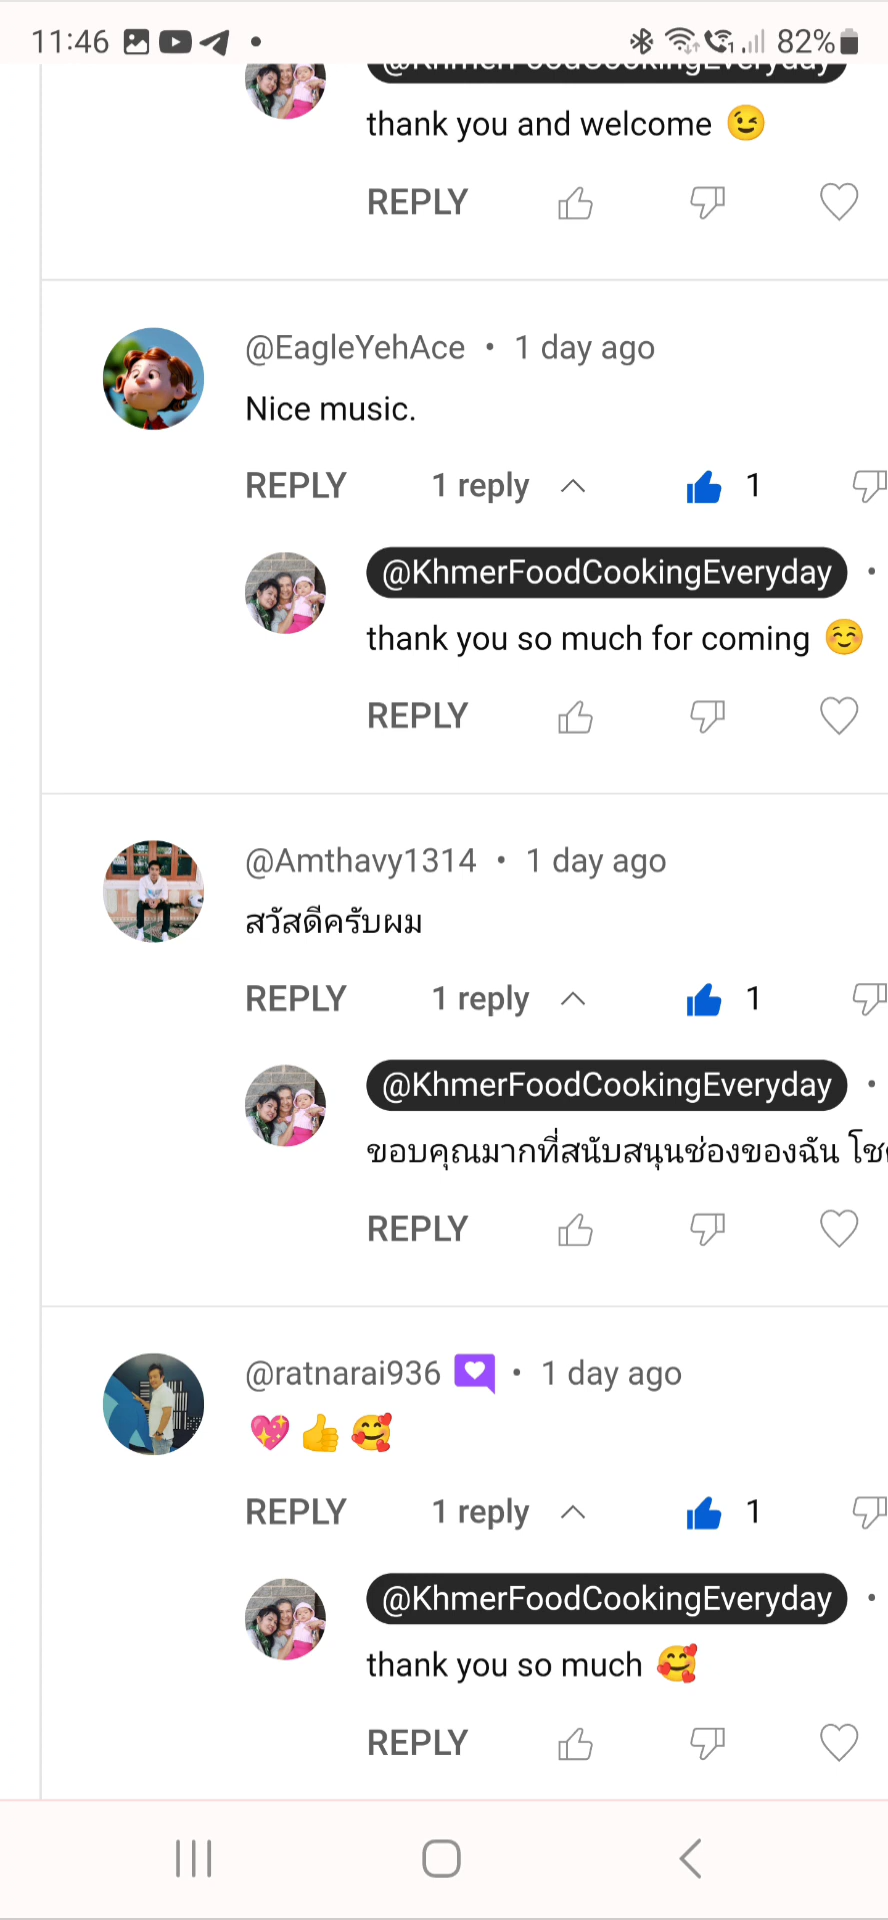 11:46
82%
@KhmerFoodCookingEveryday
thank you and welcome 😉
REPLY
@EagleYehAce • 1 day ago
Nice music.
REPLY 1 reply 1
@KhmerFoodCookingEveryday •
thank you so much for coming ☺️
REPLY
@Amthavy1314 • 1 day ago
สวัสดีครับผม
REPLY 1 reply 1
@KhmerFoodCookingEveryday •
ขอบคุณมากที่สนับสนุนช่องของฉัน
REPLY
@ratnarai936 • 1 day ago
💖👍🥰
REPLY 1 reply 1
@KhmerFoodCookingEveryday •
thank you so much 🥰
REPLY